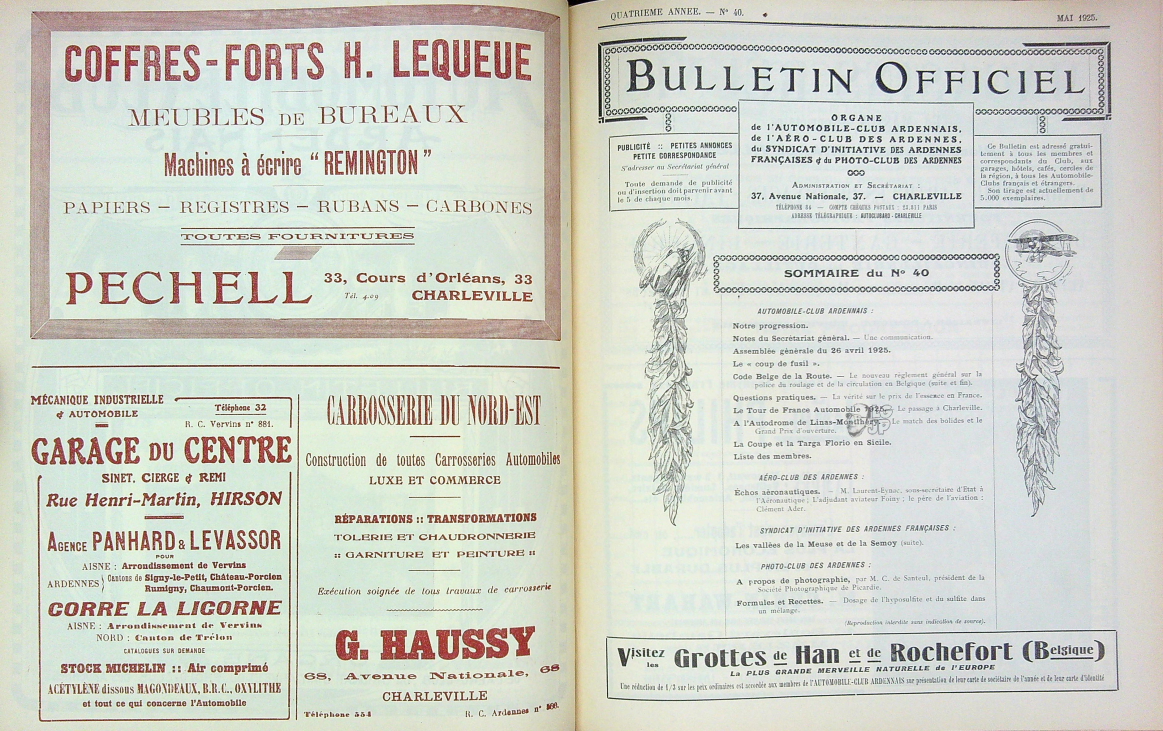 COFFRES-FORTS H. LEQUEUE
MEUBLES DE BUREAUX
Machines à écrire “ REMINGTON ”
PAPIERS – REGISTRES – RUBANS – CARBONES
TOUTES FOURNITURES
PECHELL
33, Cours d'Orléans, 33
Tél. 4.09
CHARLEVILLE
MÉCANIQUE INDUSTRIELLE
& AUTOMOBILE
Téléphone 32
R. C. Vervins n° 881.
GARAGE DU CENTRE
SINET, CIERGE & REMI
Rue Henri-Martin, HIRSON
AGENCE PANHARD & LEVASSOR
POUR
AISNE : Arrondissement de Vervins
ARDENNES } Cantons de Signy-le-Petit, Château-Porcien
Rumigny, Chaumont-Porcien.
CORRE LA LICORNE
AISNE : Arrondissement de Vervins
NORD : Canton de Trélon
CATALOGUES SUR DEMANDE
STOCK MICHELIN :: Air comprimé
ACÉTYLÈNE dissous MAGONDEAUX, B.R.C., OXYLITHE
et tout ce qui concerne l'Automobile
CARROSSERIE DU NORD-EST
Construction de toutes Carrosseries Automobiles
LUXE ET COMMERCE
RÉPARATIONS :: TRANSFORMATIONS
TOLERIE ET CHAUDRONNERIE
:: GARNITURE ET PEINTURE ::
Exécution soignée de tous travaux de carrosserie
G. HAUSSY
68, Avenue Nationale, 68
CHARLEVILLE
Téléphone 554
R. C. Ardennes n°
QUATRIEME ANNEE. — N° 40.
MAI 1925.
BULLETIN OFFICIEL
ORGANE
de l'AUTOMOBILE-CLUB ARDENNAIS,
de l'AÉRO-CLUB DES ARDENNES,
du SYNDICAT D'INITIATIVE DES ARDENNES
FRANÇAISES & du PHOTO-CLUB DES ARDENNES
ADMINISTRATION ET SECRÉTARIAT :
37, Avenue Nationale, 37. — CHARLEVILLE
TÉLÉPHONE 84 — COMPTE CHÈQUES POSTAUX : 22.811 PARIS
ADRESSE TÉLÉGRAPHIQUE : AUTOCLUBARD - CHARLEVILLE
PUBLICITÉ :: PETITES ANNONCES
PETITE CORRESPONDANCE
S'adresser au Secrétariat général
Toute demande de publicité
ou d'insertion doit parvenir avant
le 5 de chaque mois.
Ce Bulletin est adressé gratui-
tement à tous les membres et
correspondants du Club, aux
garages, hôtels, cafés, cercles de
la région, à tous les Automobile-
Clubs français et étrangers.
Son tirage est actuellement de
5.000 exemplaires.
SOMMAIRE du N° 40
AUTOMOBILE-CLUB ARDENNAIS :
Notre progression.
Notes du Secrétariat général. — Une communication.
Assemblée générale du 26 avril 1925.
Le « coup de fusil ».
Code Belge de la Route. — Le nouveau règlement général sur la
police du roulage et de la circulation en Belgique (suite et fin).
Questions pratiques. — La vérité sur le prix de l'essence en France.
Le Tour de France Automobile 1925. — Le passage à Charleville.
A l'Autodrome de Linas-Montlhéry. — Le match des bolides et le
Grand Prix d'ouverture.
La Coupe et la Targa Florio en Sicile.
Liste des membres.
AÉRO-CLUB DES ARDENNES :
Échos aéronautiques. — M. Laurent-Eynac, sous-secrétaire d'État à
l'Aéronautique ; L'adjudant aviateur Foiny ; le père de l'aviation :
Clément Ader.
SYNDICAT D'INITIATIVE DES ARDENNES FRANÇAISES :
Les vallées de la Meuse et de la Semoy (suite).
PHOTO-CLUB DES ARDENNES :
A propos de photographie, par M. C. de Santeul, président de la
Société Photographique de Picardie.
Formules et Recettes. — Dosage de l'hyposulfite et du sulfite dans
un mélange.
(Reproduction interdite sans indication de source).
Visitez les Grottes de Han et de Rochefort (Belgique)
La PLUS GRANDE MERVEILLE NATURELLE de l'EUROPE
Une réduction de 1/3 sur les prix ordinaires est accordée aux membres de l'AUTOMOBILE-CLUB ARDENNAIS sur présentation de leur carte de sociétaire de l'année et de leur carte d'identité